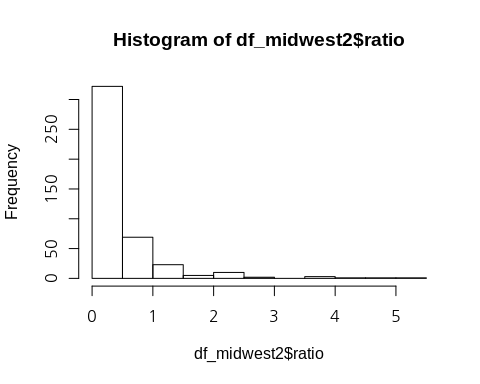 Histogram of df_midwest2$ratio
Frequency
250
150
50
0
0 1 2 3 4 5
df_midwest2$ratio